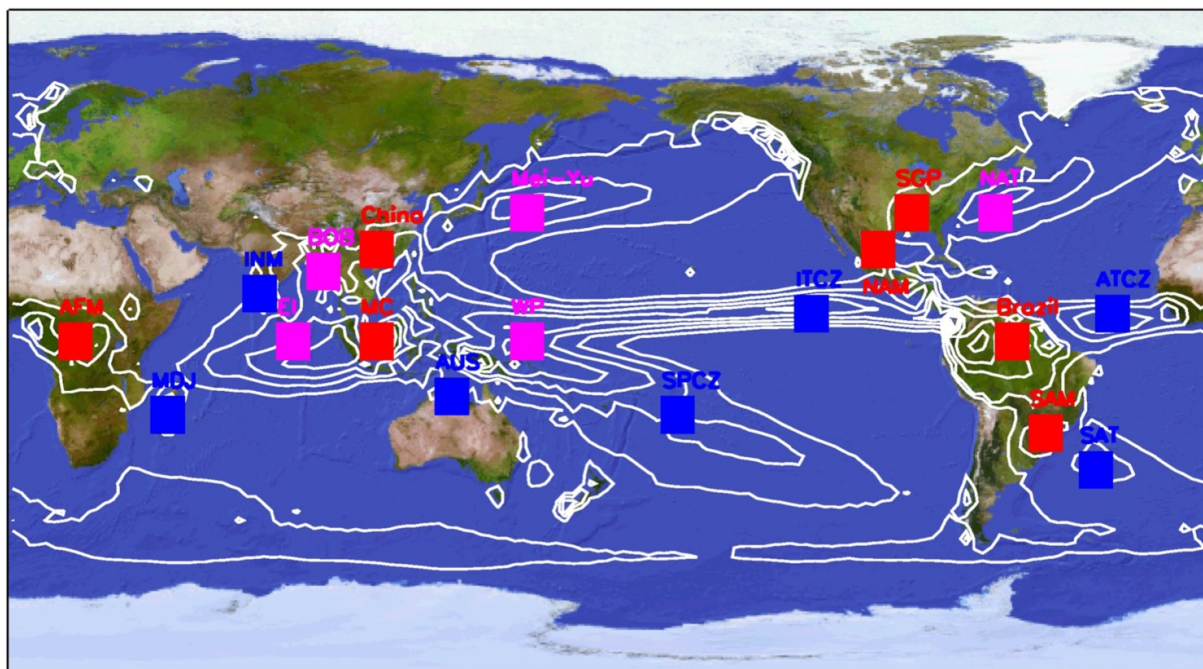 Mei-Yu
SGP
NAT
China
BOB
INM
ITCZ
NAM
ATCZ
AFM
EI
MC
WP
Brazil
MDJ
AUS
SPCZ
SAM
SAT